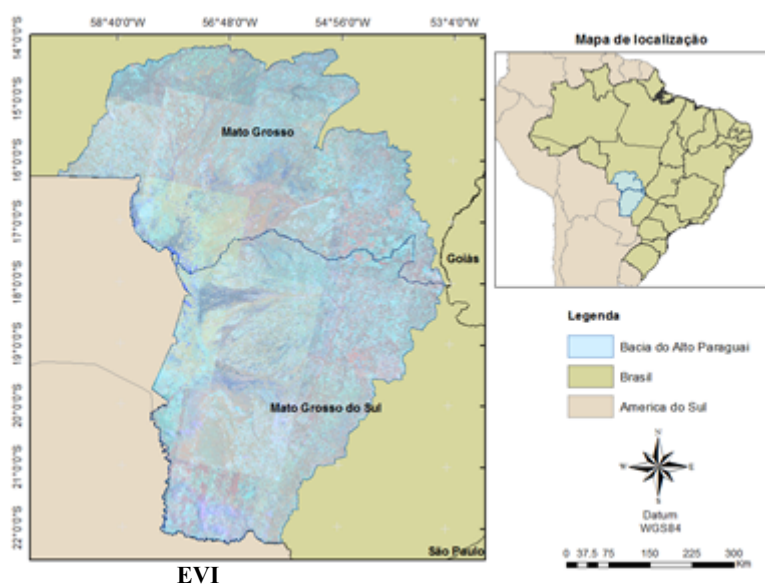 58°40'0"W 56°48'0"W 54°56'0"W 53°4'0"W
14°0'0"S
15°0'0"S
16°0'0"S
17°0'0"S
18°0'0"S
19°0'0"S
20°0'0"S
21°0'0"S
22°0'0"S
Mato Grosso
Goiás
Mato Grosso do Sul
São Paulo
EVI
Mapa de localização
Legenda
Bacia do Alto Paraguai
Brasil
America do Sul
N
W E
S
Datum
WGS84
0 37.5 75 150 225 300
Km